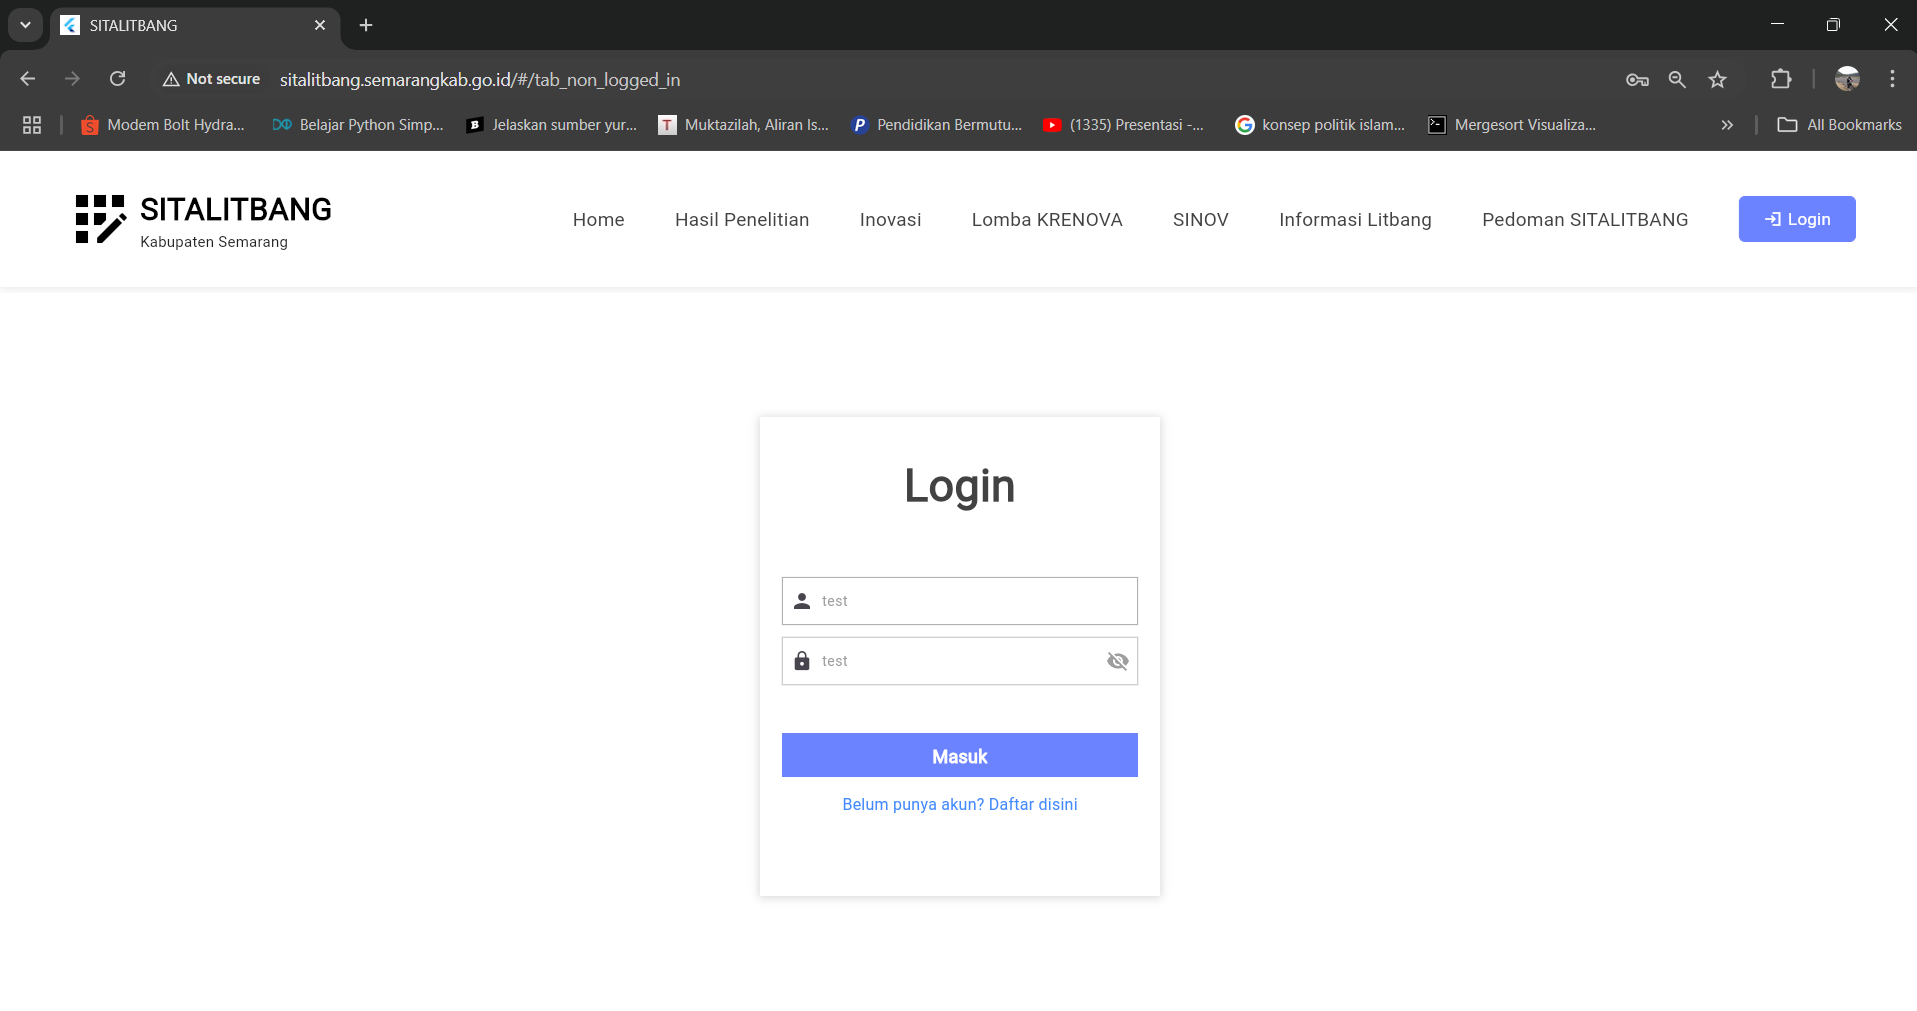 SITALITBANG
Not secure sitalitbang.semarangkab.go.id/#/tab_non_logged_in
Modem Bolt Hydra... Belajar Python Simp... Jelaskan sumber yur... Muktazilah, Aliran Is... Pendidikan Bermutu... (1335) Presentasi -... konsep politik islam... Mergesort Visualiza... » All Bookmarks
SITALITBANG
Kabupaten Semarang
Home Hasil Penelitian Inovasi Lomba KRENOVA SINOV Informasi Litbang Pedoman SITALITBANG Login
Login
test
test
Masuk
Belum punya akun? Daftar disini